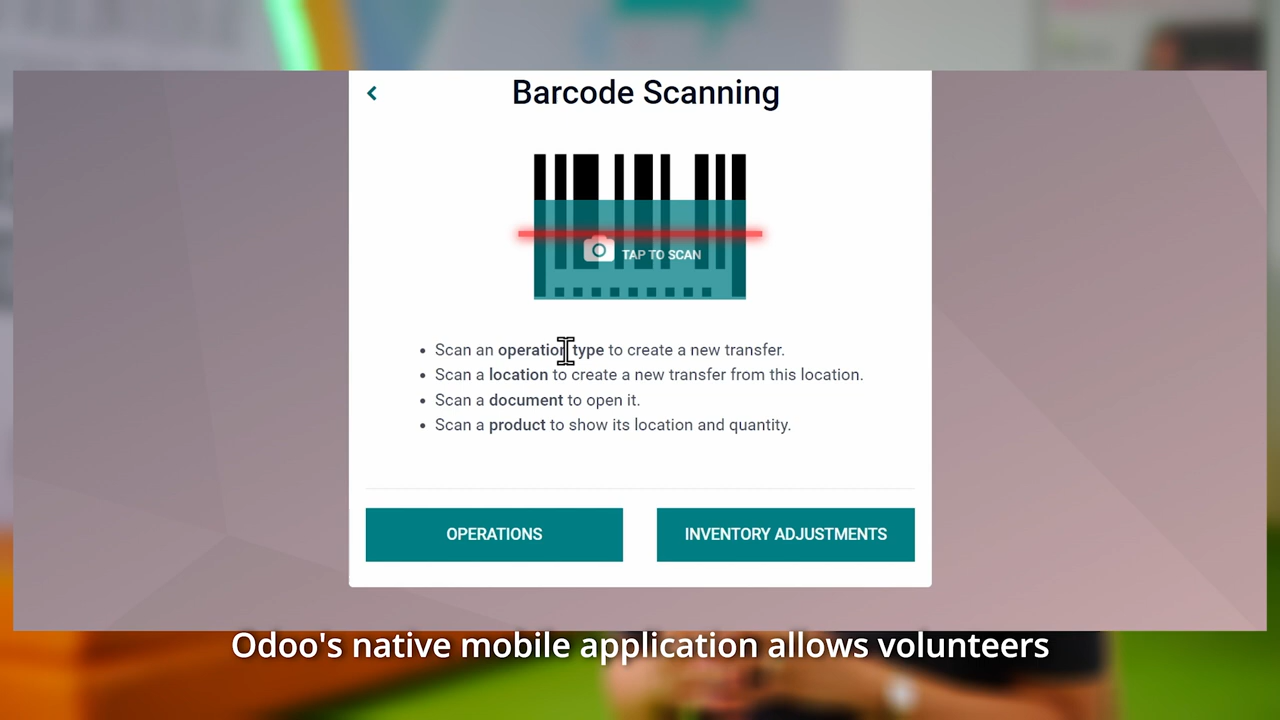 Barcode Scanning
TAP TO SCAN
Scan an operation type to create a new transfer.
Scan a location to create a new transfer from this location.
Scan a document to open it.
Scan a product to show its location and quantity.
OPERATIONS
INVENTORY ADJUSTMENTS
Odoo's native mobile application allows volunteers